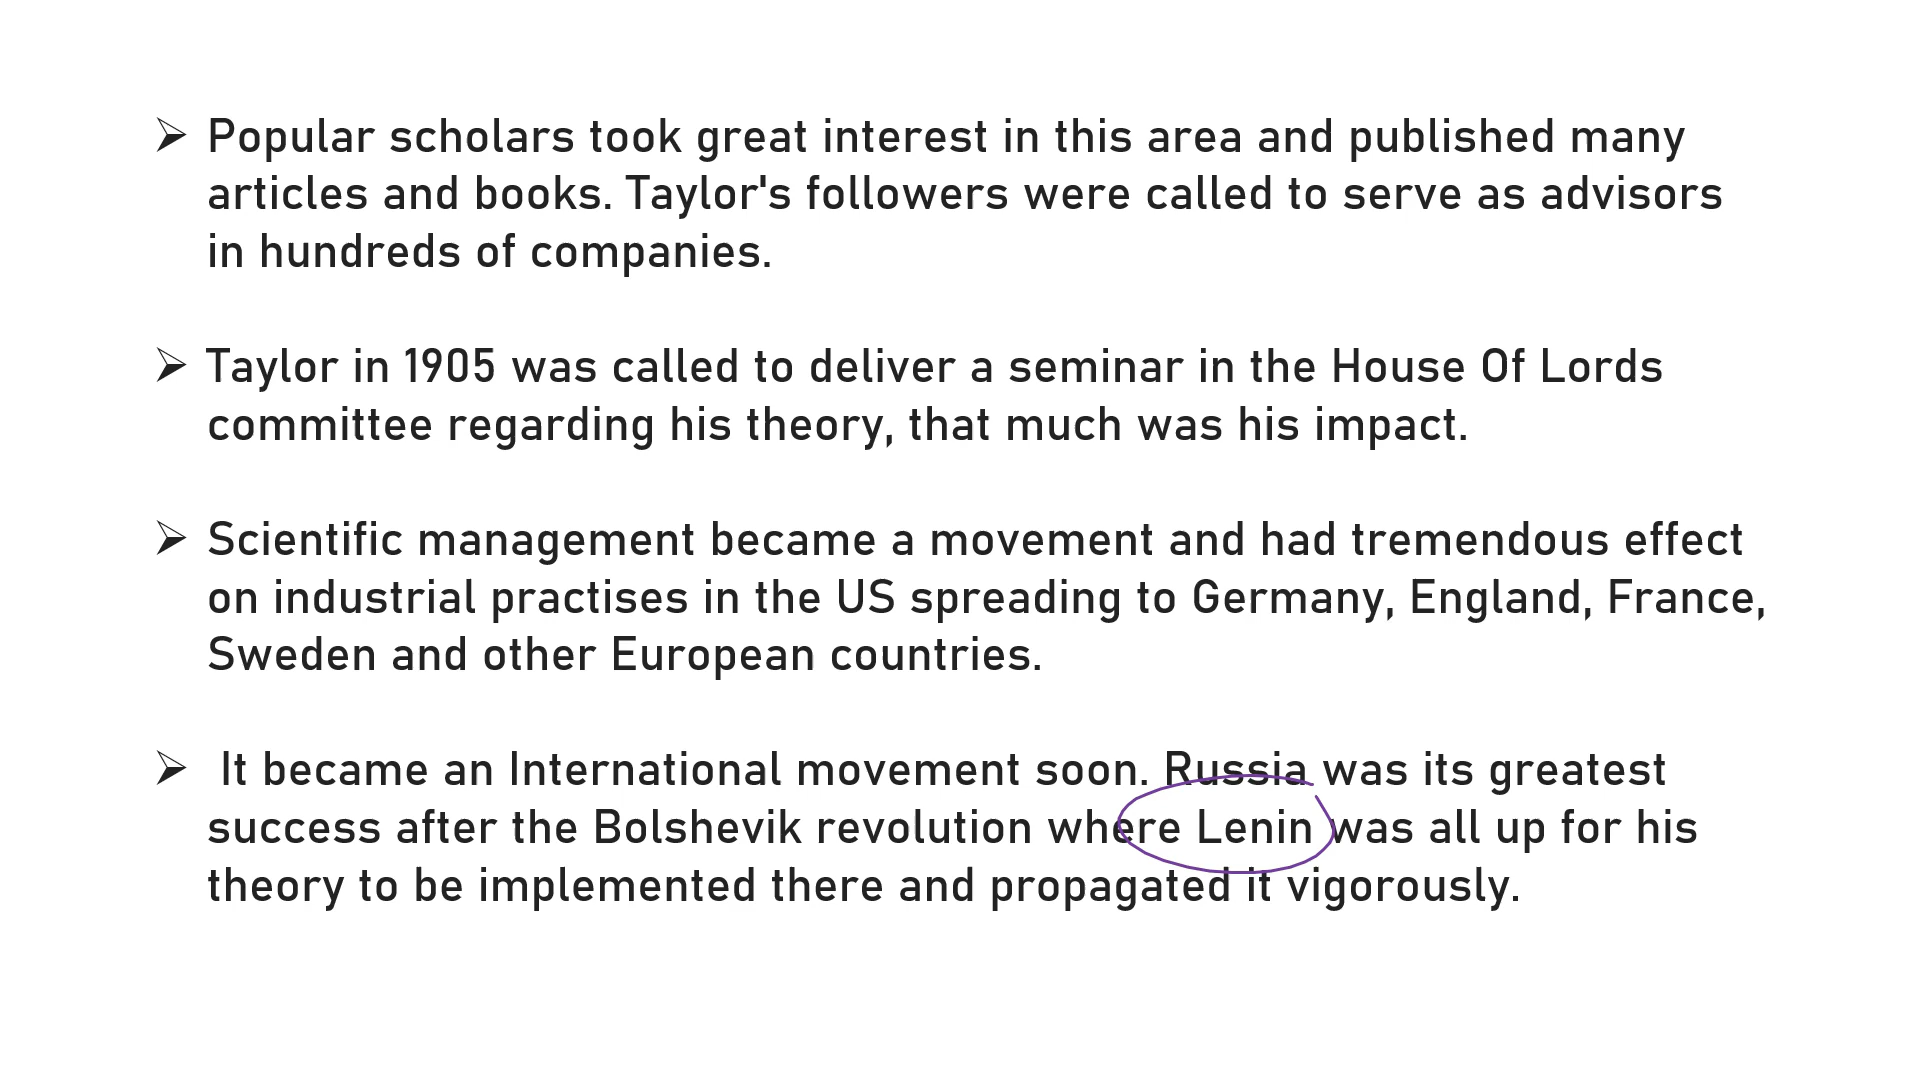 ➢ Popular scholars took great interest in this area and published many
articles and books. Taylor's followers were called to serve as advisors
in hundreds of companies.
➢ Taylor in 1905 was called to deliver a seminar in the House Of Lords
committee regarding his theory, that much was his impact.
➢ Scientific management became a movement and had tremendous effect
on industrial practises in the US spreading to Germany, England, France,
Sweden and other European countries.
➢ It became an International movement soon. Russia was its greatest
success after the Bolshevik revolution where Lenin was all up for his
theory to be implemented there and propagated it vigorously.